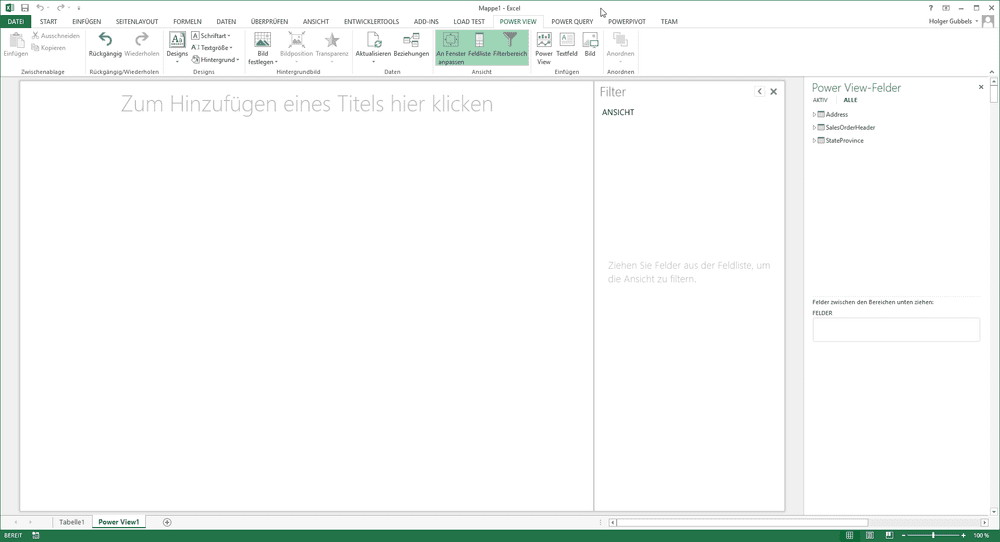 Mappe1 - Excel
DATEI START EINFÜGEN SEITENLAYOUT FORMELN DATEN ÜBERPRÜFEN ANSICHT ENTWICKLERTOOLS ADD-INS LOAD TEST POWER VIEW POWER QUERY POWERPIVOT TEAM Holger Gubbels
Einfügen
Ausschneiden
Kopieren
Zwischenablage
Rückgängig Wiederholen
Rückgängig/Wiederholen
Designs
Schriftart
Textgröße
Hintergrund
Designs
Bild festlegen
Bildposition
Transparenz
Hintergrundbild
Aktualisieren
Beziehungen
Daten
An Fenster anpassen
Feldliste
Filterbereich
Ansicht
Power View
Textfeld
Bild
Einfügen
Anordnen
Anordnen
Zum Hinzufügen eines Titels hier klicken
Filter
ANSICHT
Ziehen Sie Felder aus der Feldliste, um
die Ansicht zu filtern.
Power View-Felder
AKTIV ALLE
Address
SalesOrderHeader
StateProvince
Felder zwischen den Bereichen unten ziehen:
FELDER
Tabelle1 Power View1
BEREIT
100 %